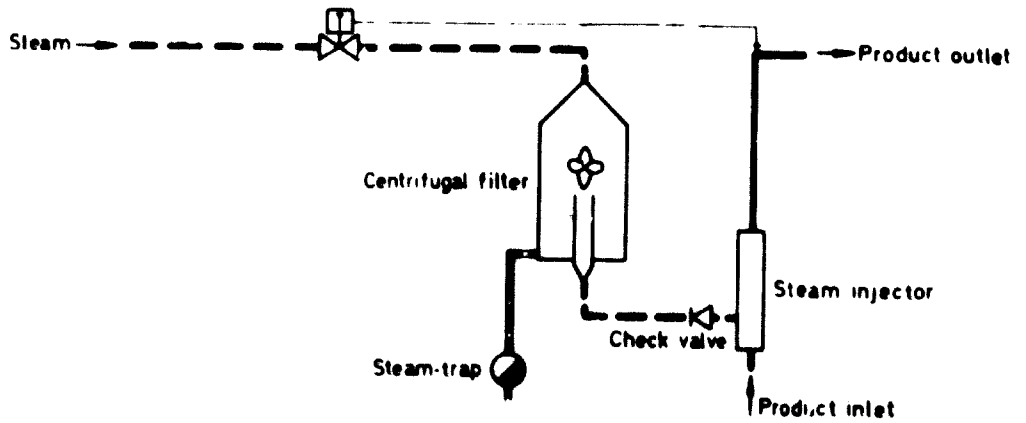 Steam
Product outlet
Centrifugal filter
Steam injector
Check valve
Steam-trap
Product inlet